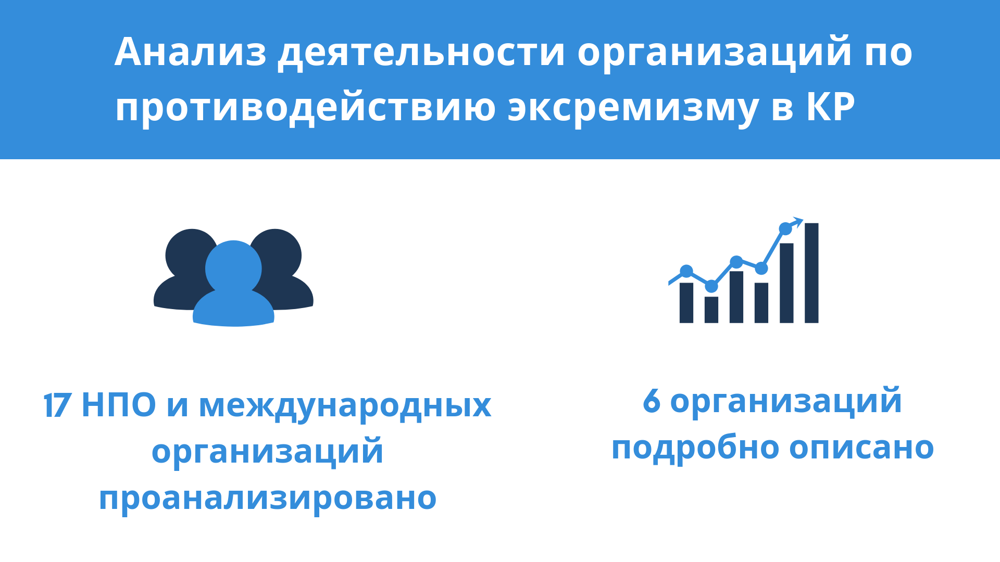 Анализ деятельности организаций по
противодействию эксремизму в КР
17 НПО и международных
организаций
проанализировано
6 организаций
подробно описано